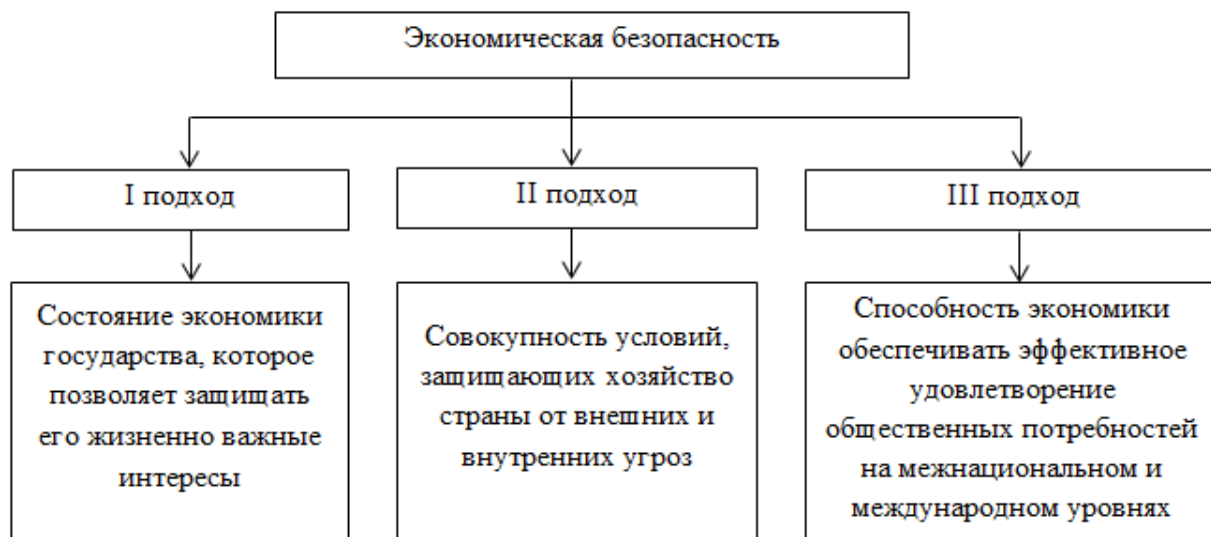 Экономическая безопасность
I подход
II подход
III подход
Состояние экономики
государства, которое
позволяет защищать
его жизненно важные
интересы
Совокупность условий,
защищающих хозяйство
страны от внешних и
внутренних угроз
Способность экономики
обеспечивать эффективное
удовлетворение
общественных потребностей
на межнациональном и
международном уровнях